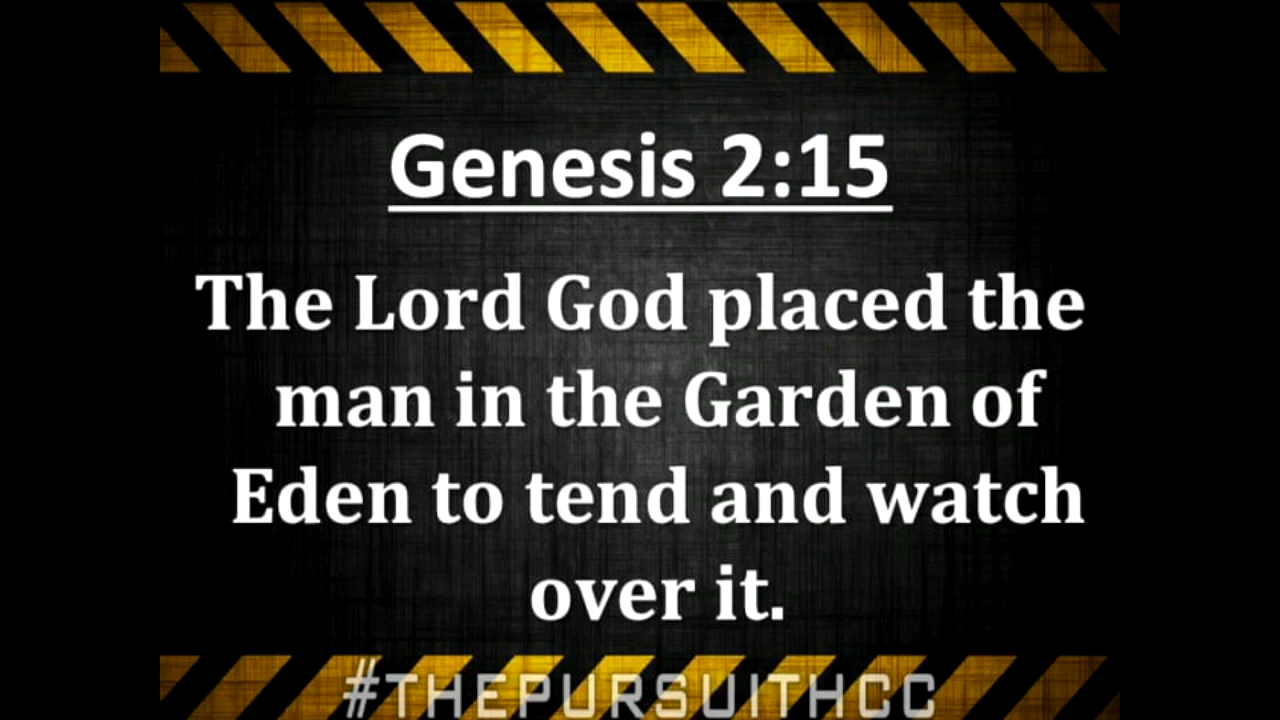 Genesis 2:15
The Lord God placed the
man in the Garden of
Eden to tend and watch
over it.
#THEPURSUITHCC